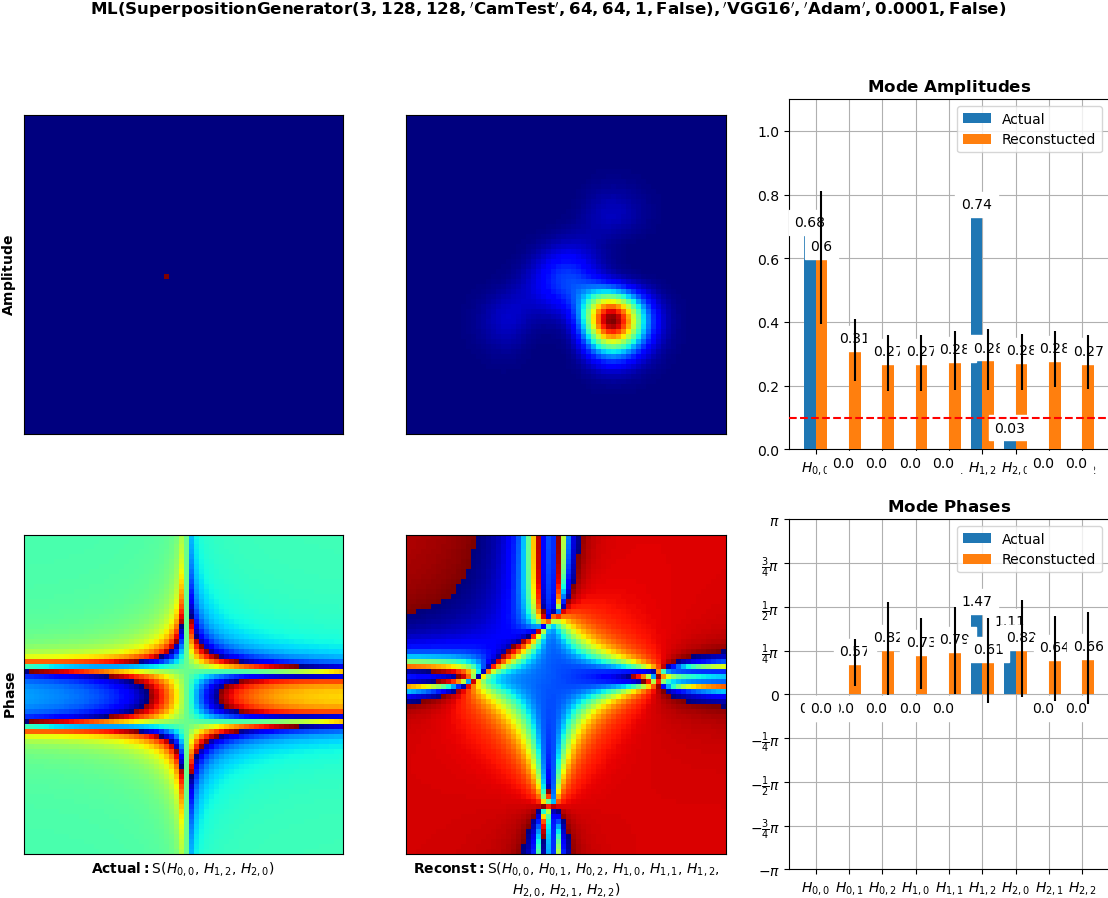 ML(SuperpositionGenerator(3, 128, 128, ′CamTest′, 64, 64, 1, False), ′VGG16′, ′Adam′, 0.0001, False)
Amplitude
Mode Amplitudes
Actual
Reconstucted
1.0
0.8
0.6
0.4
0.2
0.0
0.68
0.6
0.31
0.27
0.27
0.28
0.74
0.28
0.03
0.28
0.28
0.27
H0,0 0.0 0.0 0.0 0.0 H1,2 H2,0 0.0 0.0
Phase
Mode Phases
Actual
Reconstucted
π
3/4π
1/2π
1/4π
0
−1/4π
−1/2π
−3/4π
−π
0.57
0.82
0.73
0.79
1.47
0.61
1.11
0.82
0.64
0.66
0.0 0.0 0.0 0.0 0.0 0.0
H0,0 H0,1 H0,2 H1,0 H1,1 H1,2 H2,0 H2,1 H2,2
Actual: S(H0,0, H1,2, H2,0)
Reconst: S(H0,0, H0,1, H0,2, H1,0, H1,1, H1,2,
H2,0, H2,1, H2,2)